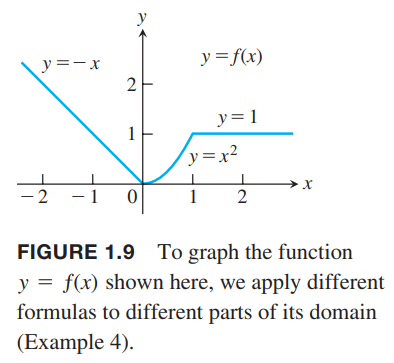 y
y = – x
y = f(x)
2
y = 1
1
y = x²
– 2 – 1 0 1 2 x
FIGURE 1.9 To graph the function
y = f(x) shown here, we apply different
formulas to different parts of its domain
(Example 4).